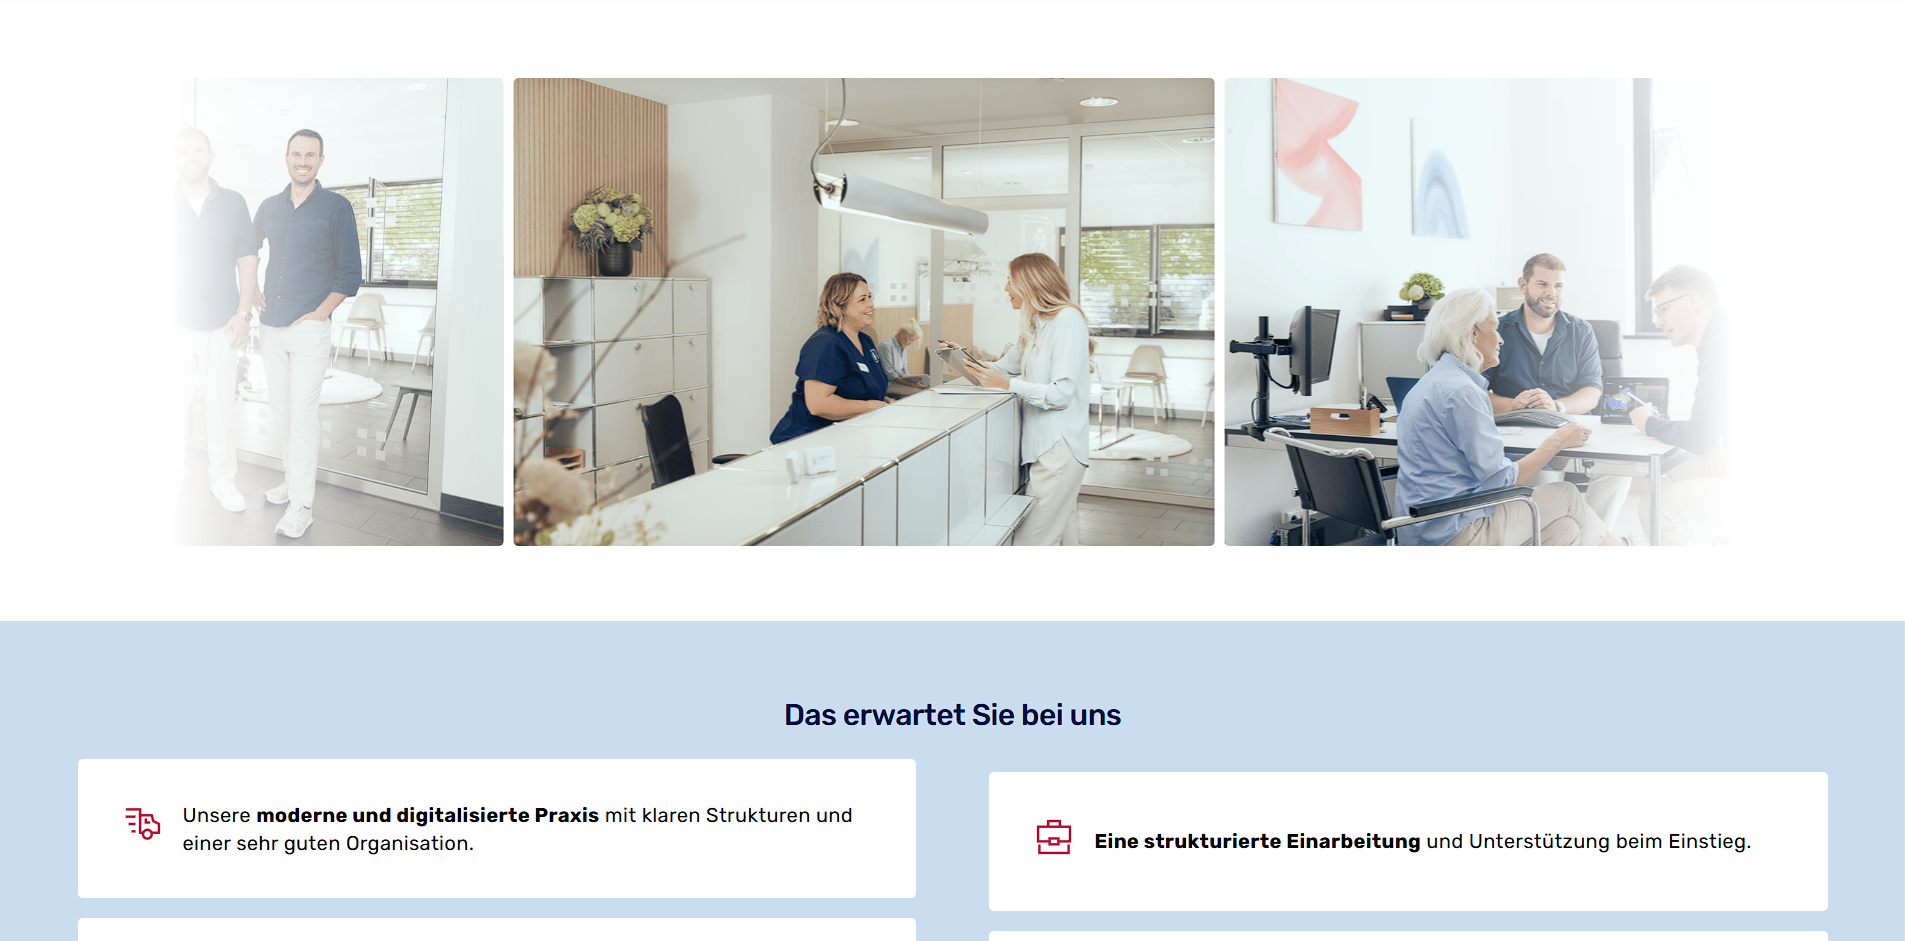 Das erwartet Sie bei uns
Unsere moderne und digitalisierte Praxis mit klaren Strukturen und
einer sehr guten Organisation.
Eine strukturierte Einarbeitung und Unterstützung beim Einstieg.